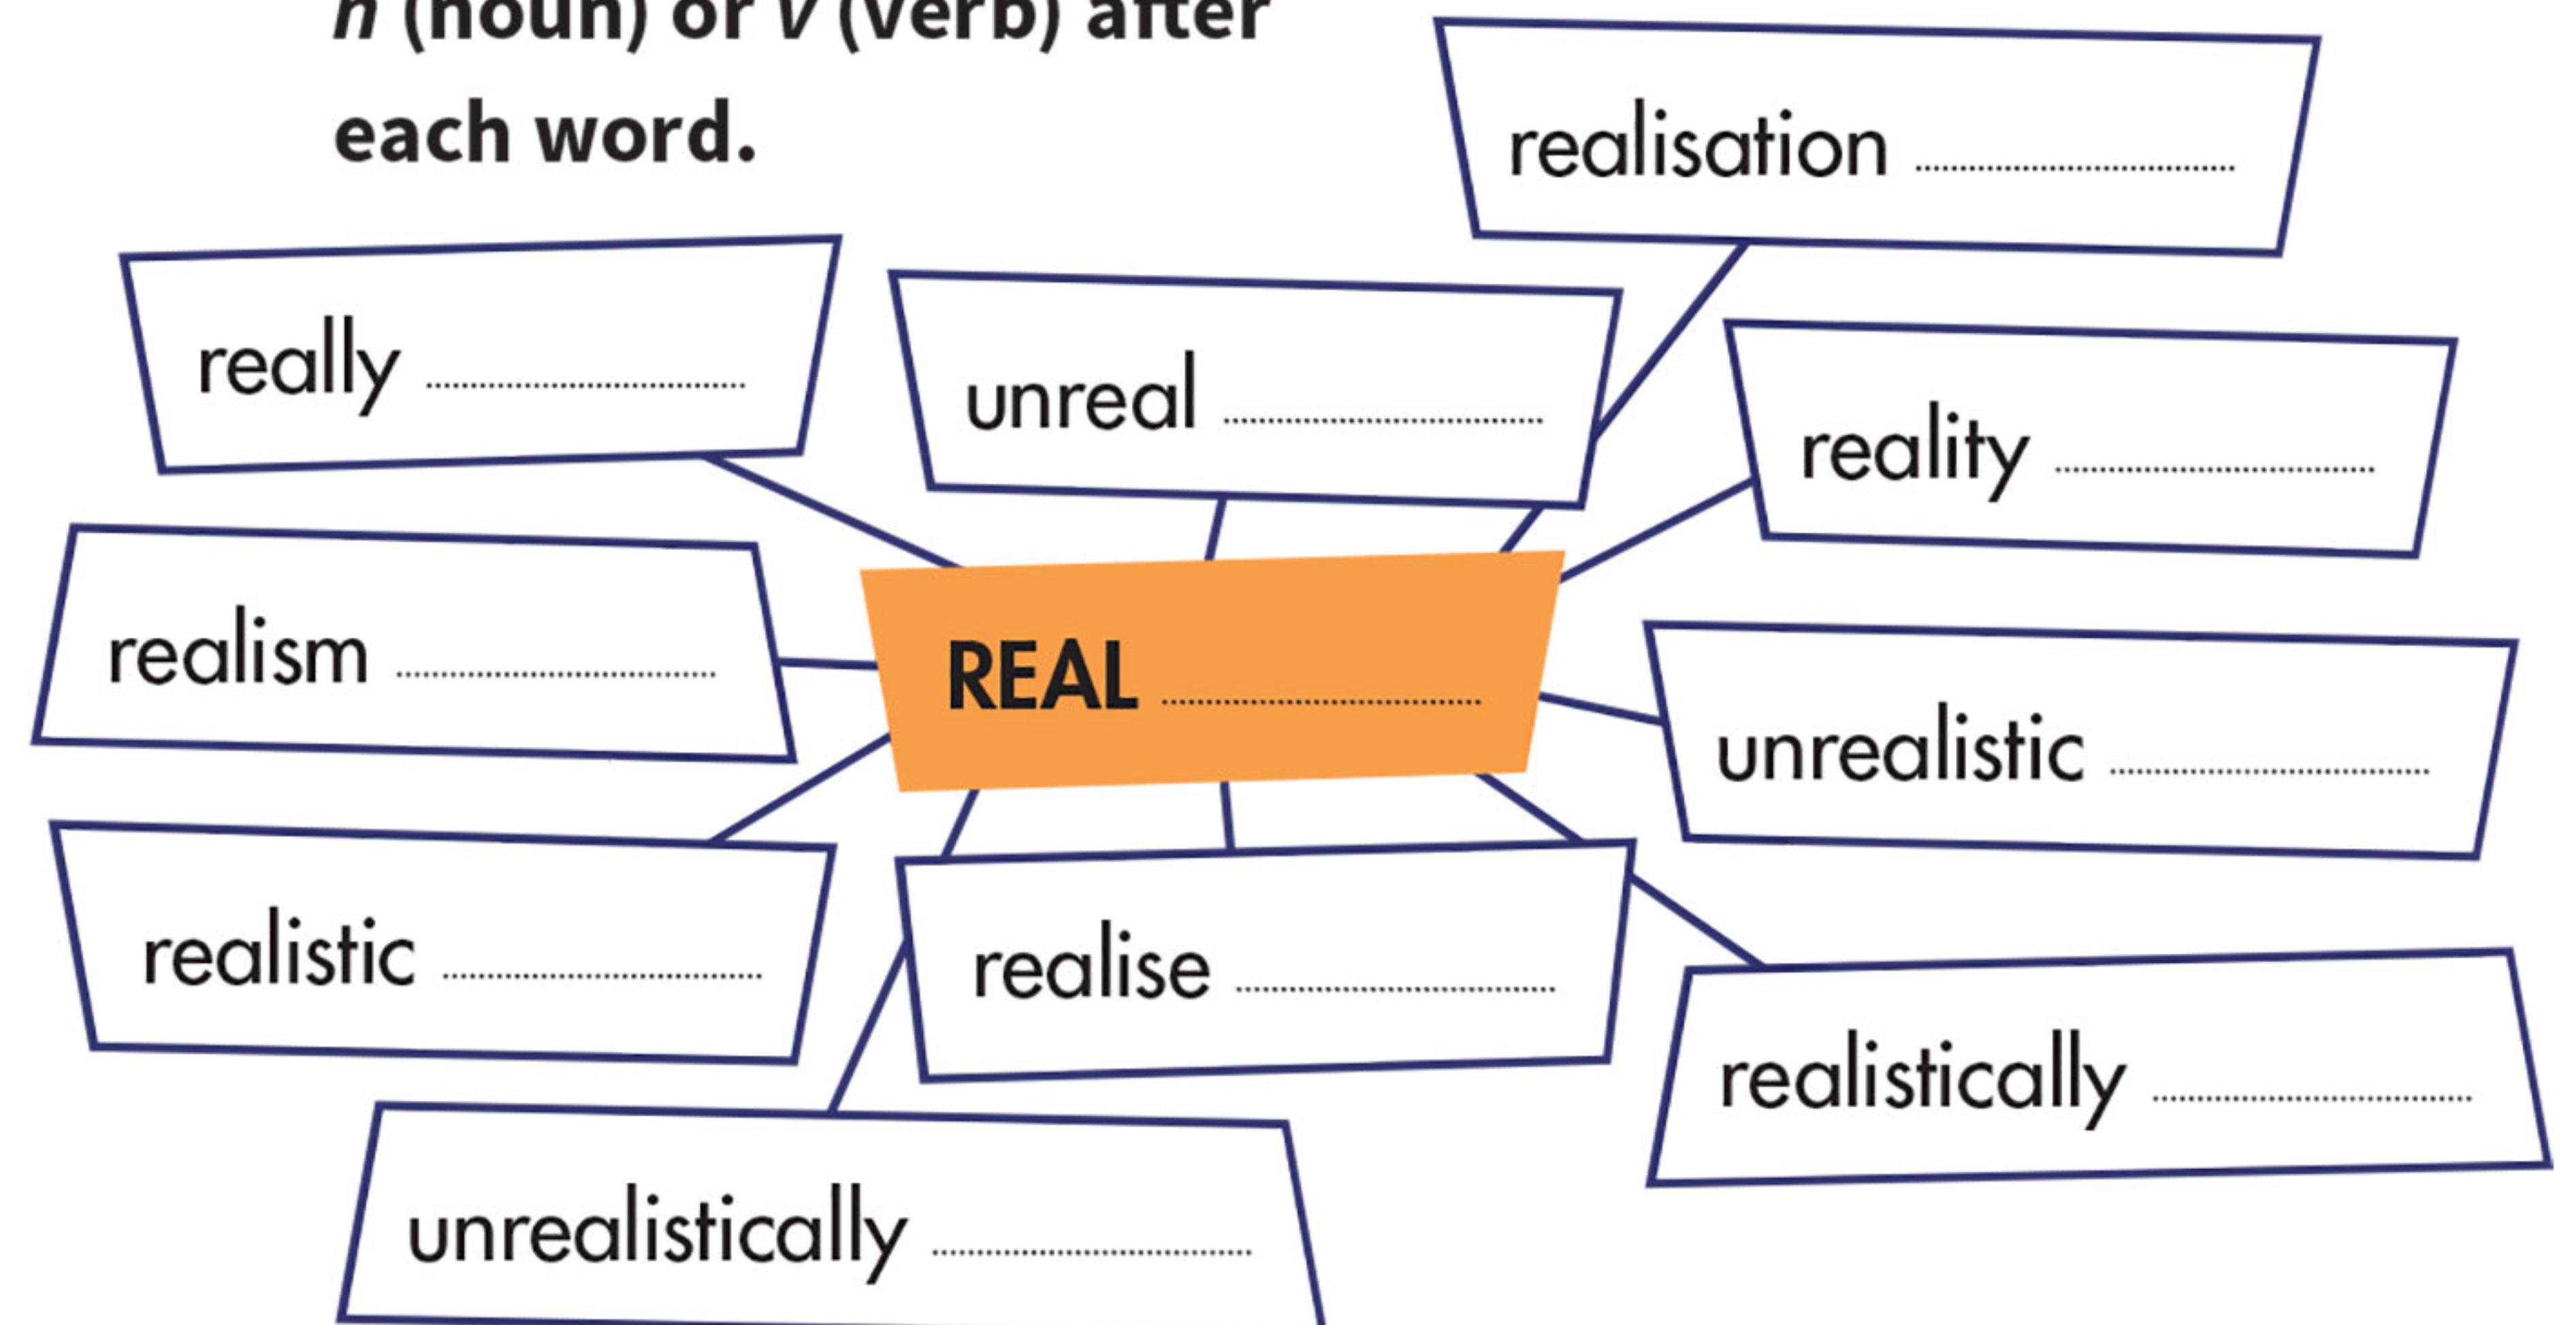 n (noun) or v (verb) after
each word.
realisation
really
unreal
reality
realism
REAL
unrealistic
realistic
realise
realistically
unrealistically